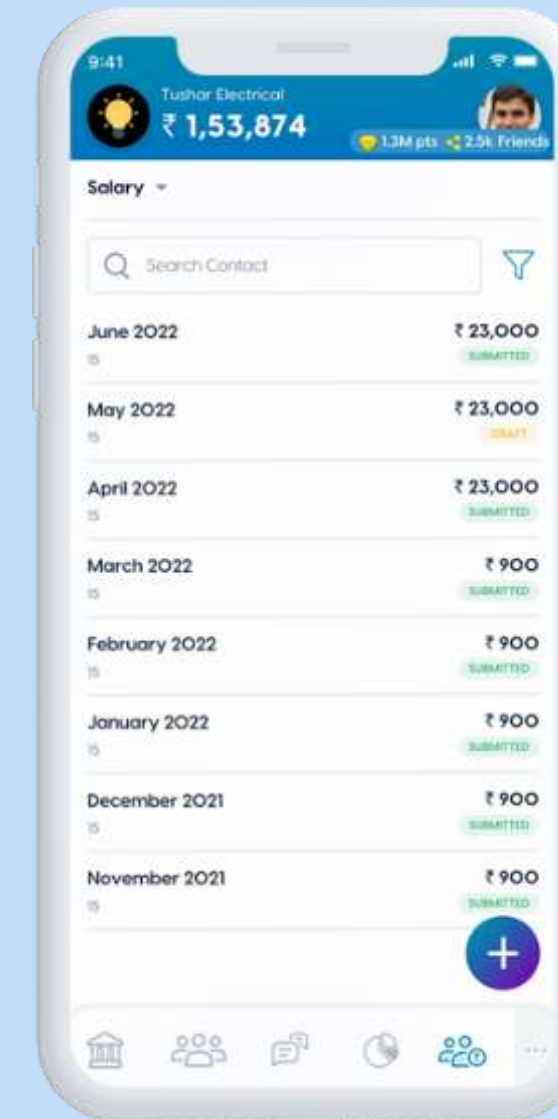 9:41
Tushar Electrical
₹ 1,53,874
1.3M pts 2.5k Friends
Salary
Search Contact
June 2022 ₹ 23,000
15 SUBMITTED
May 2022 ₹ 23,000
15 DRAFT
April 2022 ₹ 23,000
15 SUBMITTED
March 2022 ₹ 900
15 SUBMITTED
February 2022 ₹ 900
15 SUBMITTED
January 2022 ₹ 900
15 SUBMITTED
December 2021 ₹ 900
15 SUBMITTED
November 2021 ₹ 900
15 SUBMITTED